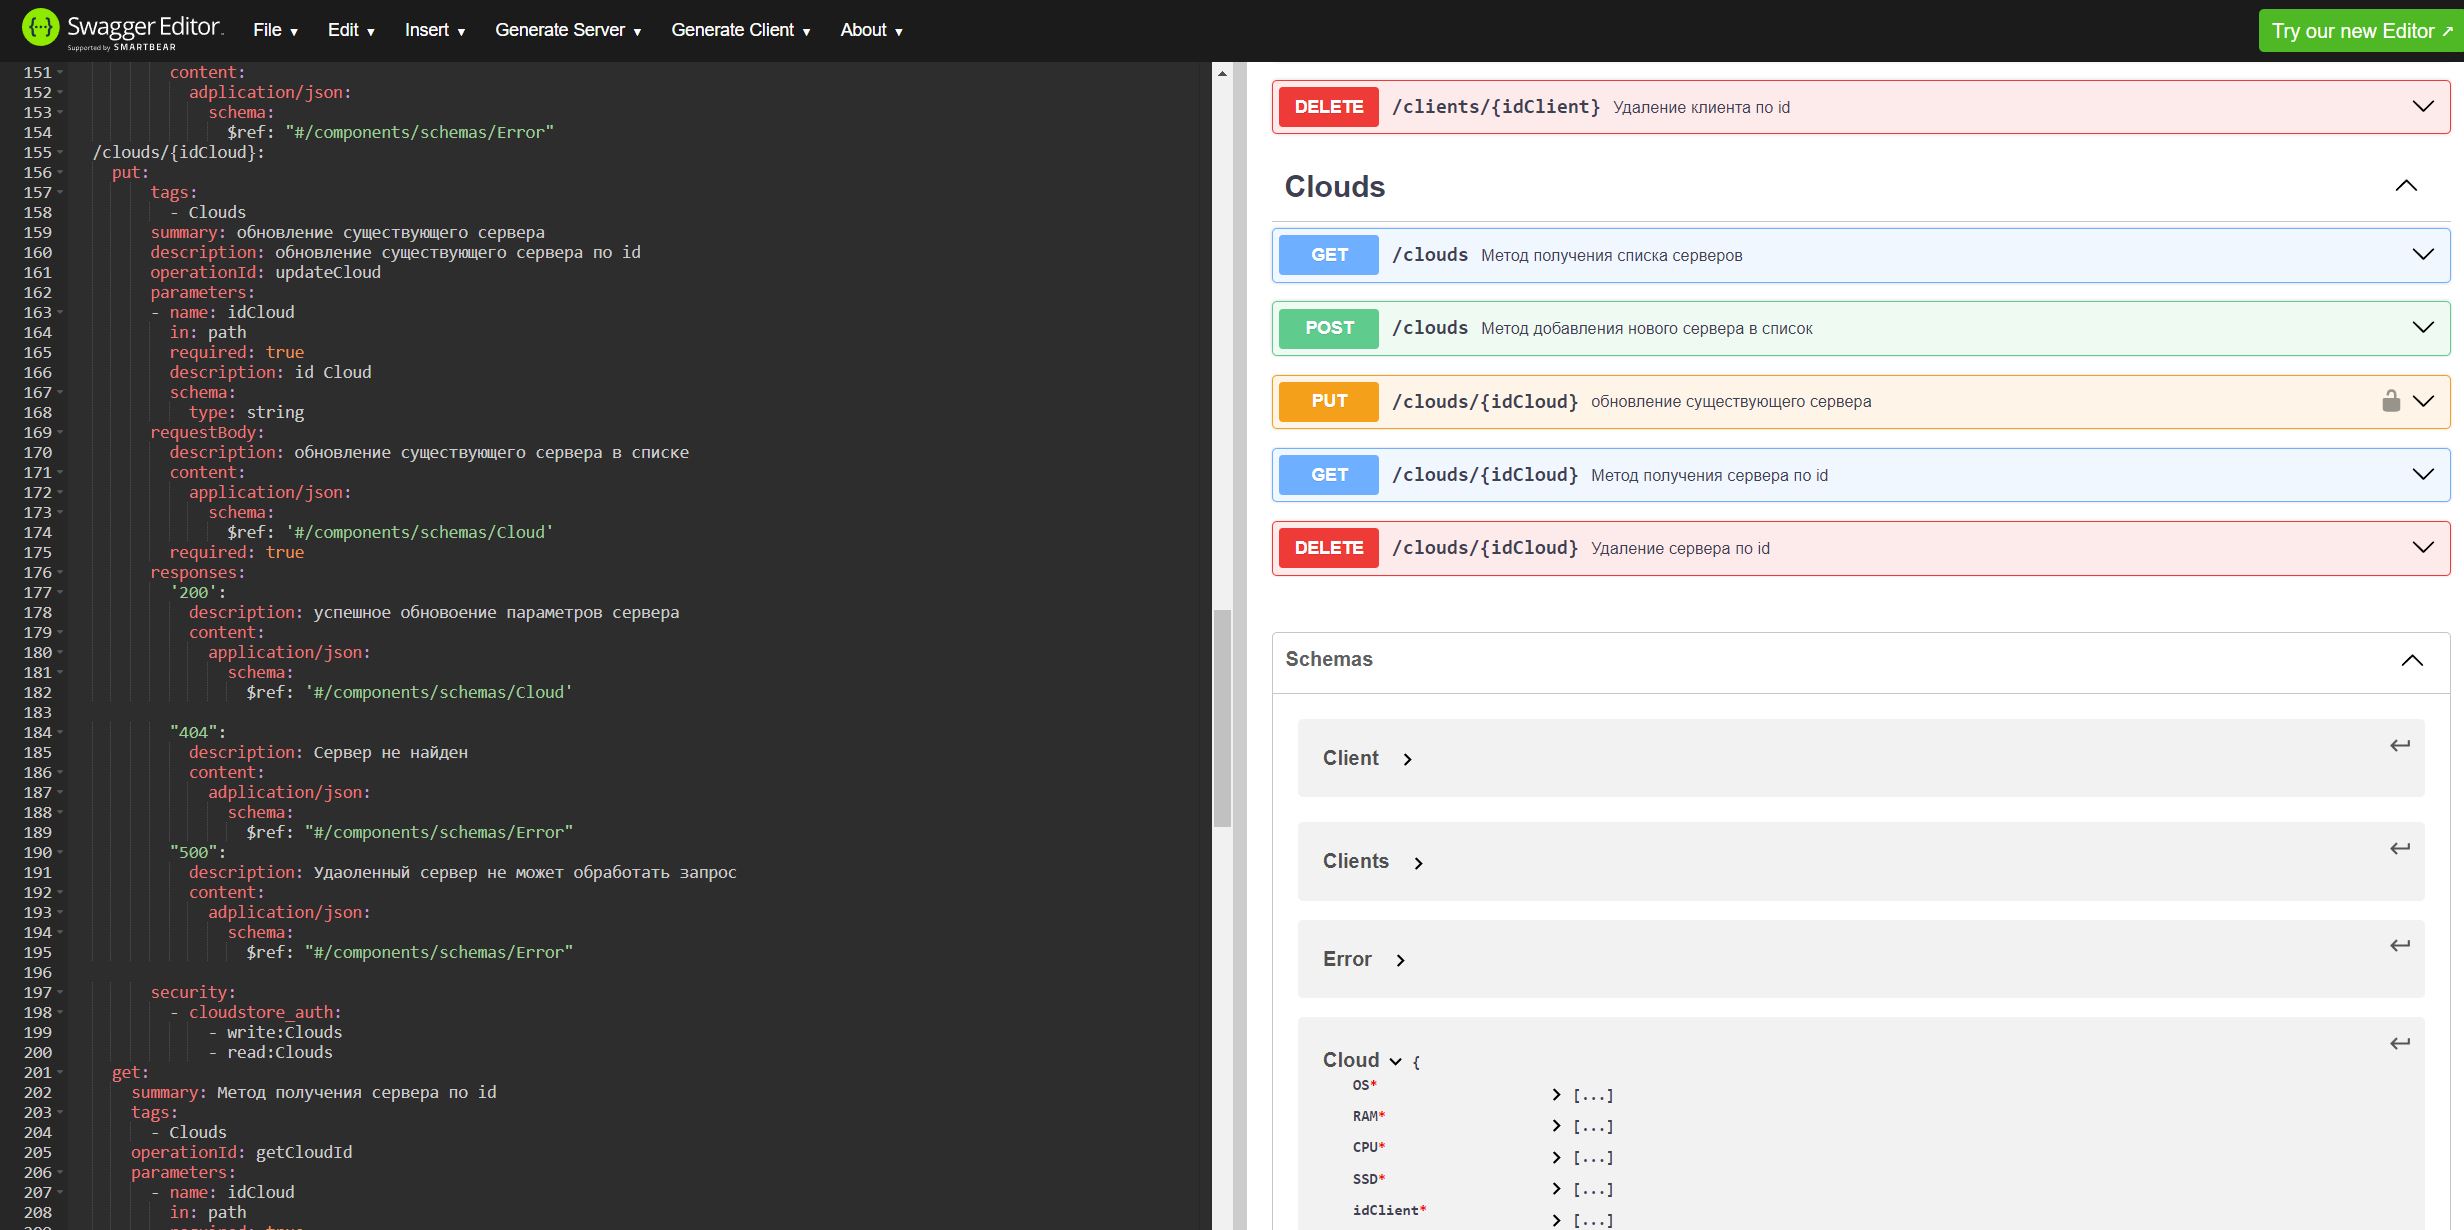 Swagger Editor
Supported by SMARTBEAR
File ▾
Edit ▾
Insert ▾
Generate Server ▾
Generate Client ▾
About ▾
Try our new Editor ↗
151 content:
152 adplication/json:
153 schema:
154 $ref: "#/components/schemas/Error"
155 /clouds/{idCloud}:
156 put:
157 tags:
158 - Clouds
159 summary: обновление существующего сервера
160 description: обновление существующего сервера по id
161 operationId: updateCloud
162 parameters:
163 - name: idCloud
164 in: path
165 required: true
166 description: id Cloud
167 schema:
168 type: string
169 requestBody:
170 description: обновление существующего сервера в списке
171 content:
172 application/json:
173 schema:
174 $ref: '#/components/schemas/Cloud'
175 required: true
176 responses:
177 '200':
178 description: успешное обновоение параметров сервера
179 content:
180 application/json:
181 schema:
182 $ref: '#/components/schemas/Cloud'
183
184 "404":
185 description: Сервер не найден
186 content:
187 adplication/json:
188 schema:
189 $ref: "#/components/schemas/Error"
190 "500":
191 description: Удаоленный сервер не может обработать запрос
192 content:
193 adplication/json:
194 schema:
195 $ref: "#/components/schemas/Error"
196
197 security:
198 - cloudstore_auth:
199 - write:Clouds
200 - read:Clouds
201 get:
202 summary: Метод получения сервера по id
203 tags:
204 - Clouds
205 operationId: getCloudId
206 parameters:
207 - name: idCloud
208 in: path
209 required: true
DELETE /clients/{idClient} Удаление клиента по id
Clouds
GET /clouds Метод получения списка серверов
POST /clouds Метод добавления нового сервера в список
PUT /clouds/{idCloud} обновление существующего сервера
GET /clouds/{idCloud} Метод получения сервера по id
DELETE /clouds/{idCloud} Удаление сервера по id
Schemas
Client
Clients
Error
Cloud {
OS* [...]
RAM* [...]
CPU* [...]
SSD* [...]
idClient* [...]